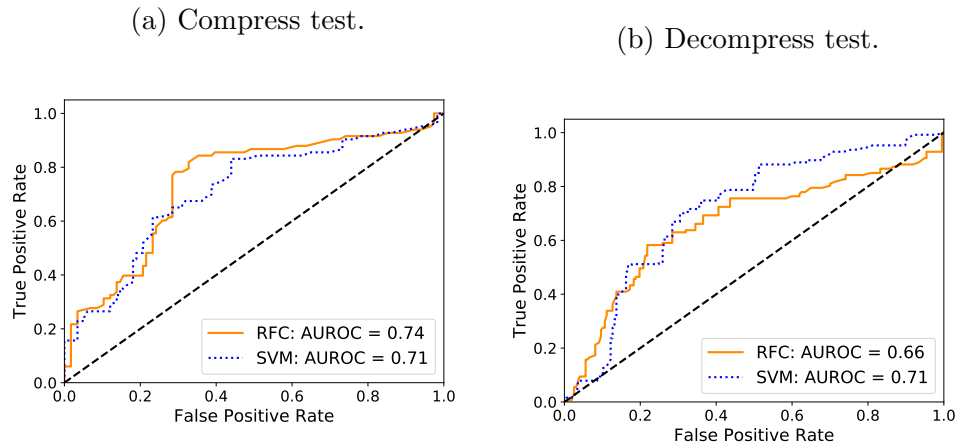 (a) Compress test.
True Positive Rate
1.0
0.8
0.6
0.4
0.2
0.0
RFC: AUROC = 0.74
SVM: AUROC = 0.71
0.0 0.2 0.4 0.6 0.8 1.0
False Positive Rate
(b) Decompress test.
True Positive Rate
1.0
0.8
0.6
0.4
0.2
0.0
RFC: AUROC = 0.66
SVM: AUROC = 0.71
0.0 0.2 0.4 0.6 0.8 1.0
False Positive Rate